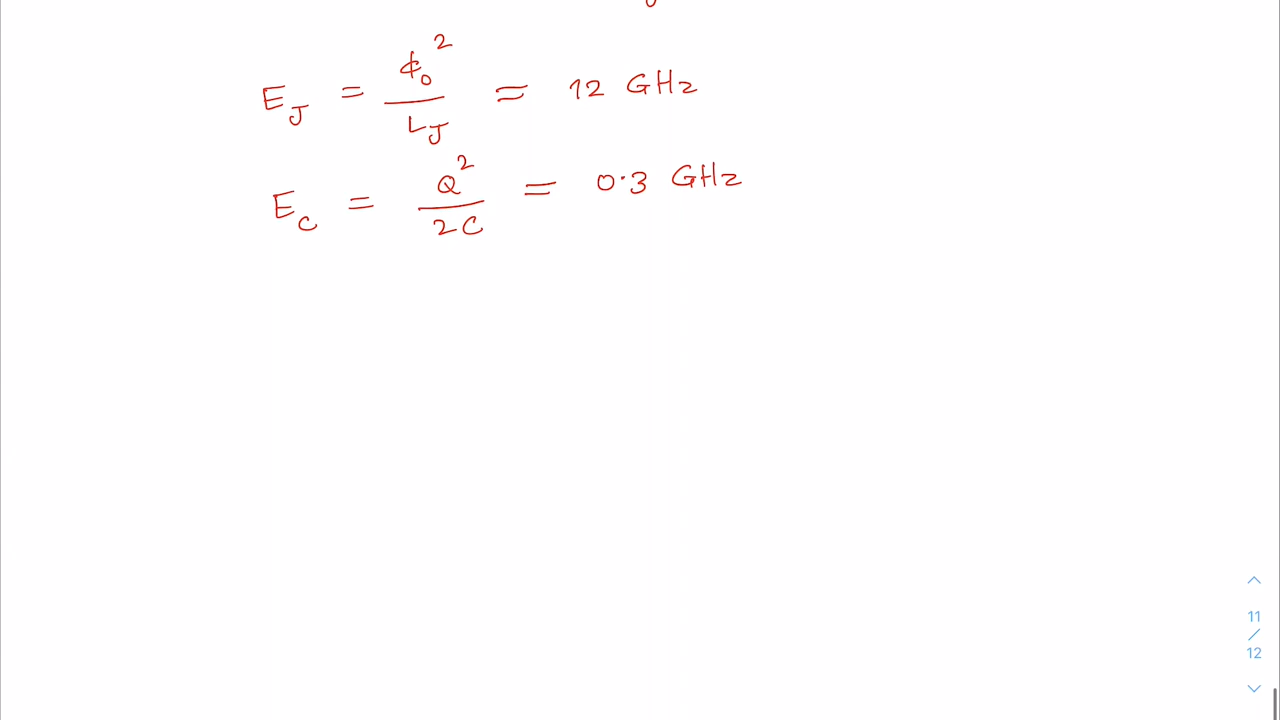 E_J = ϕ₀² / L_J ≈ 12 GHz
E_C = Q² / 2C = 0.3 GHz
11
/
12